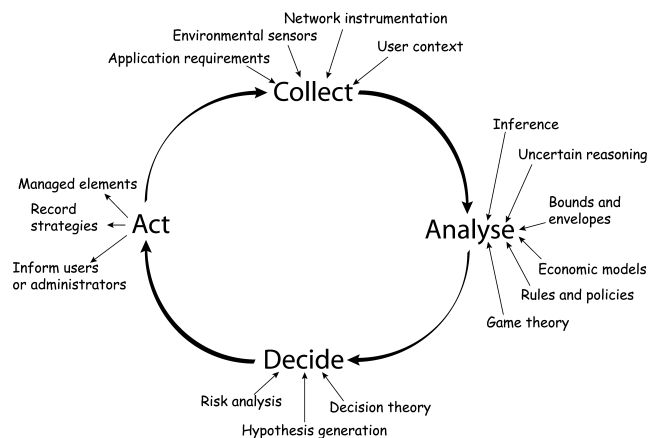 Network instrumentation
Environmental sensors
User context
Application requirements
Collect
Inference
Uncertain reasoning
Managed elements
Bounds and
envelopes
Record
strategies
Act
Analyse
Economic models
Inform users
or administrators
Rules and policies
Game theory
Decide
Risk analysis
Decision theory
Hypothesis generation